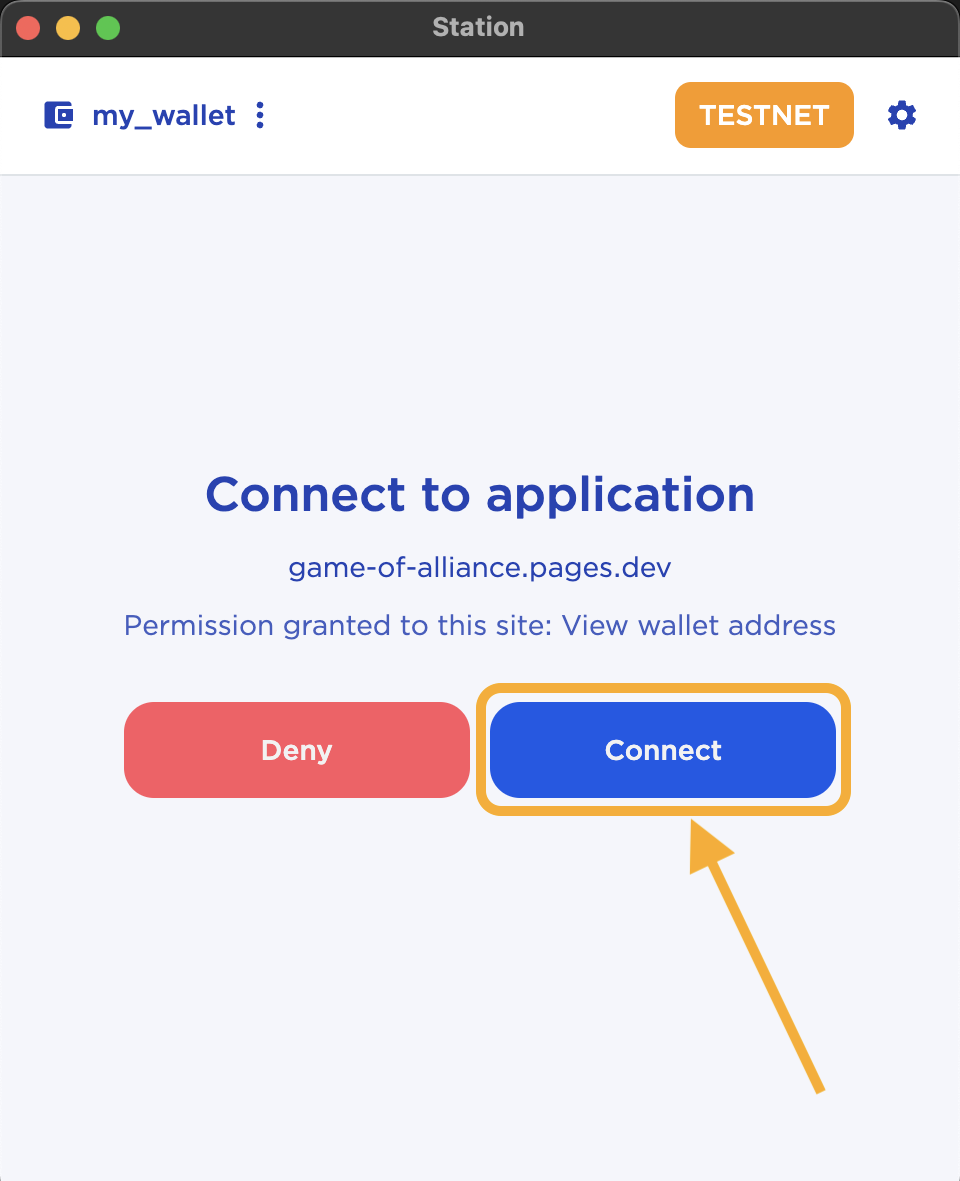 Station
my_wallet
TESTNET
Connect to application
game-of-alliance.pages.dev
Permission granted to this site: View wallet address
Deny
Connect